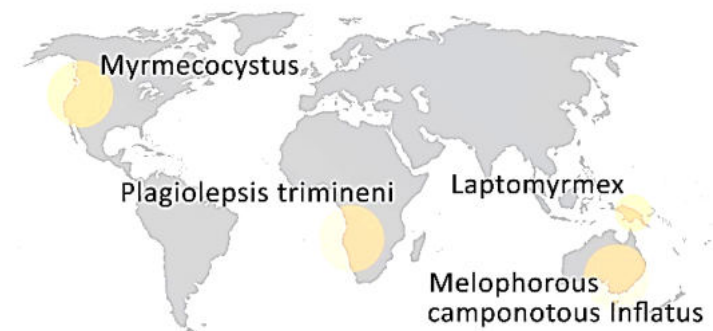 Myrmecocystus
Plagiolepsis trimineni
Laptomyrmex
Melophorous
camponotous Inflatus